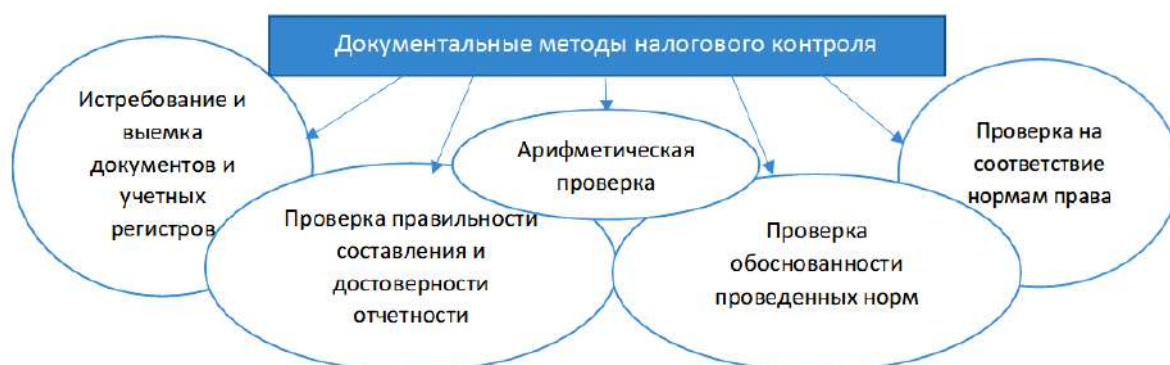 Документальные методы налогового контроля
Истребование и
выемка
документов и
учетных
регистров
Проверка правильности
составления и
достоверности
отчетности
Арифметическая
проверка
Проверка
обоснованности
проведенных норм
Проверка на
соответствие
нормам права